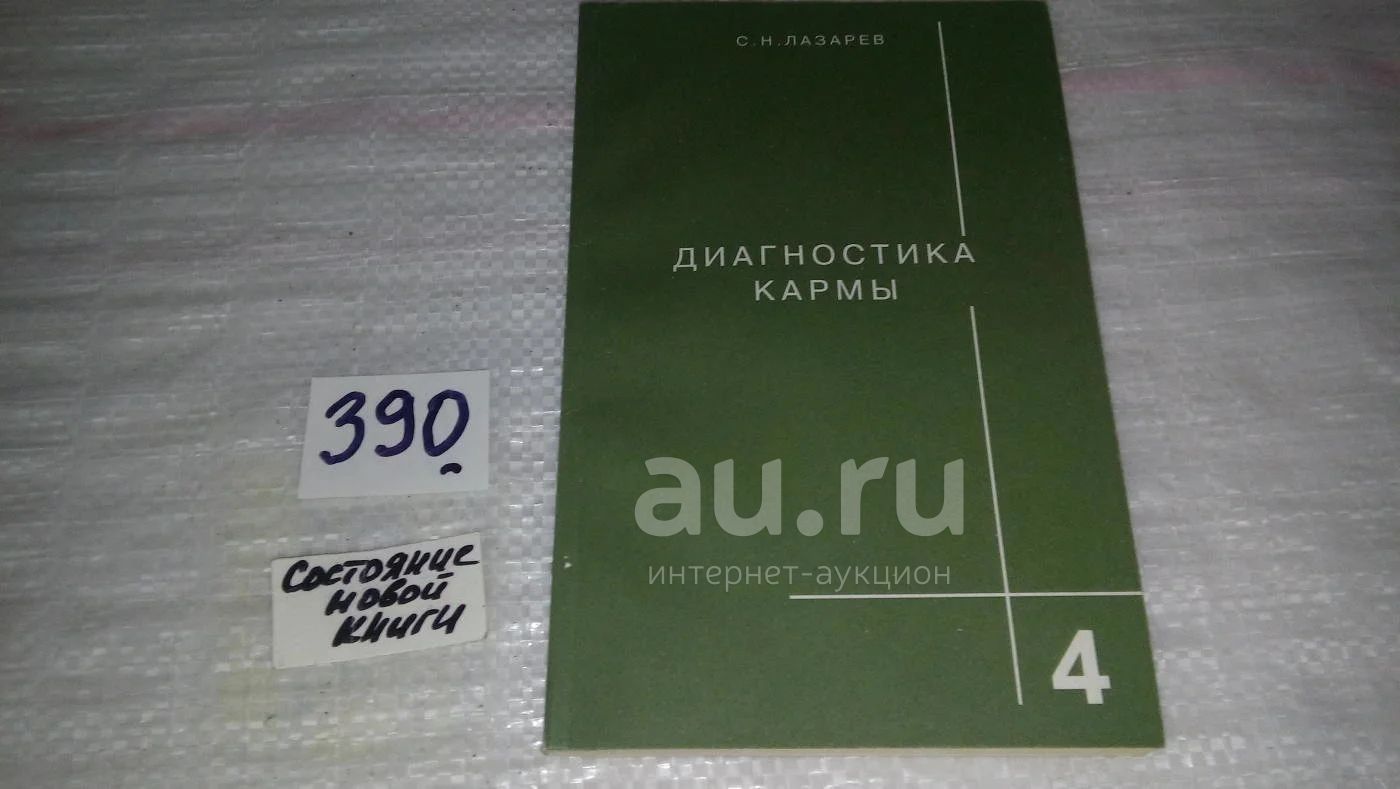 С.Н.ЛАЗАРЕВ
ДИАГНОСТИКА
КАРМЫ
390
au.ru
интернет-аукцион
Состояние
новой
книги
4